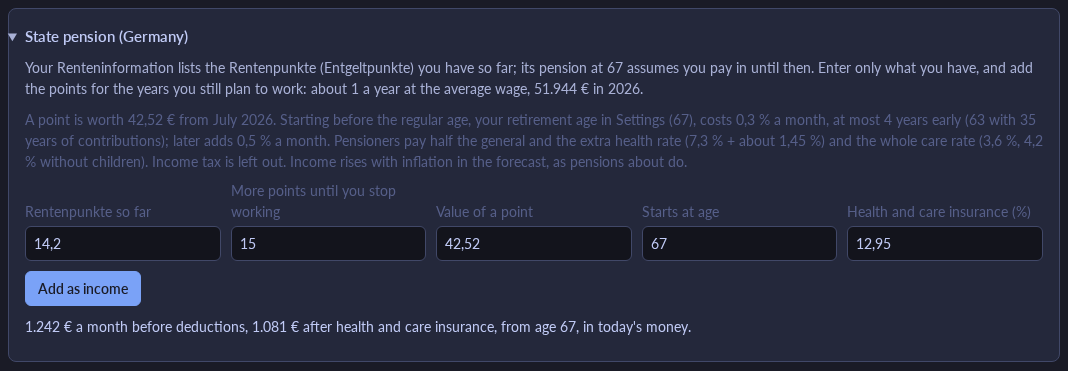 State pension (Germany)
Your Renteninformation lists the Rentenpunkte (Entgeltpunkte) you have so far; its pension at 67 assumes you pay in until then. Enter only what you have, and add
the points for the years you still plan to work: about 1 a year at the average wage, 51.944 € in 2026.
A point is worth 42,52 € from July 2026. Starting before the regular age, your retirement age in Settings (67), costs 0,3 % a month, at most 4 years early (63 with 35
years of contributions); later adds 0,5 % a month. Pensioners pay half the general and the extra health rate (7,3 % + about 1,45 %) and the whole care rate (3,6 %, 4,2
% without children). Income tax is left out. Income rises with inflation in the forecast, as pensions about do.
Rentenpunkte so far
More points until you stop
working
Value of a point
Starts at age
Health and care insurance (%)
14,2
15
42,52
67
12,95
Add as income
1.242 € a month before deductions, 1.081 € after health and care insurance, from age 67, in today's money.